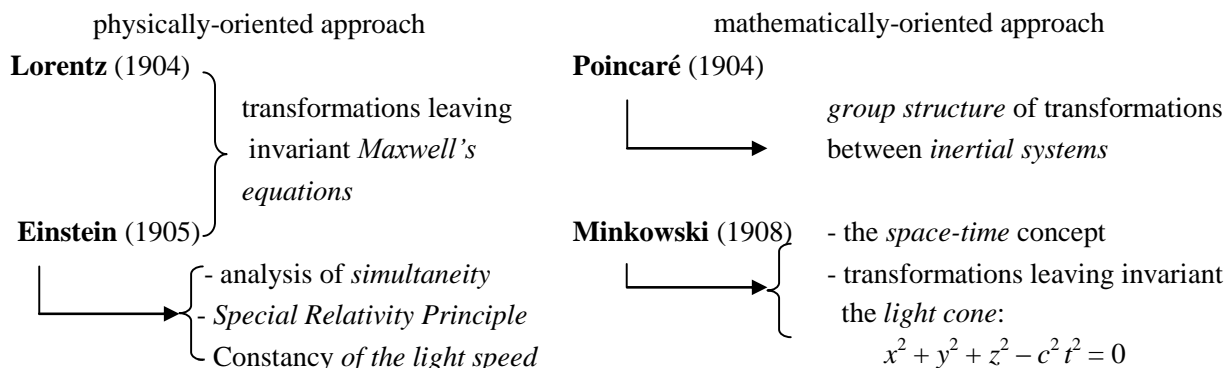 physically-oriented approach
Lorentz (1904)
transformations leaving
invariant Maxwell's
equations
Einstein (1905)
- analysis of simultaneity
- Special Relativity Principle
Constancy of the light speed
mathematically-oriented approach
Poincaré (1904)
group structure of transformations
between inertial systems
Minkowski (1908)
- the space-time concept
- transformations leaving invariant
the light cone:
x² + y² + z² – c² t² = 0